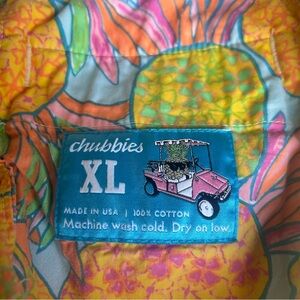 chubbies
XL
MADE IN USA | 100% COTTON
Machine wash cold. Dry on low.